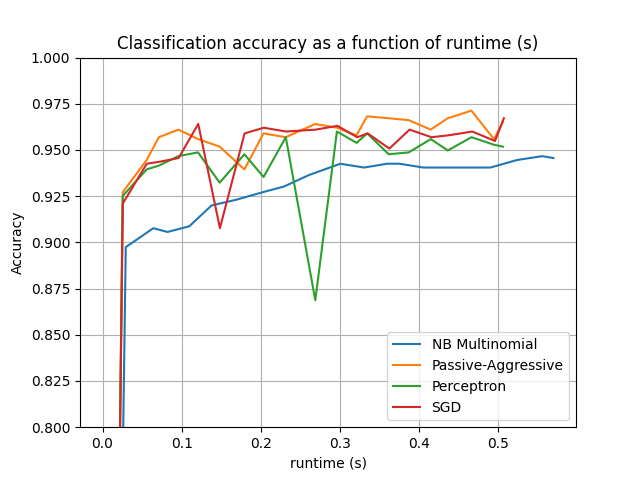 Classification accuracy as a function of runtime (s)
1.000
0.975
0.950
0.925
0.900
0.875
0.850
0.825
0.800
Accuracy
NB Multinomial
Passive-Aggressive
Perceptron
SGD
0.0 0.1 0.2 0.3 0.4 0.5
runtime (s)